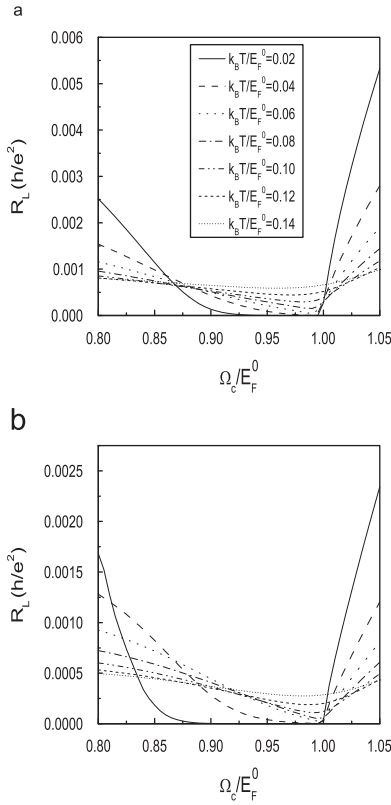 a
0.006
0.005
0.004
0.003
0.002
0.001
0.000
R_L (h/e²)
k_B T/E_F^0=0.02
k_B T/E_F^0=0.04
k_B T/E_F^0=0.06
k_B T/E_F^0=0.08
k_B T/E_F^0=0.10
k_B T/E_F^0=0.12
k_B T/E_F^0=0.14
0.80 0.85 0.90 0.95 1.00 1.05
Ω_c/E_F^0
b
0.0025
0.0020
0.0015
0.0010
0.0005
0.0000
R_L (h/e²)
0.80 0.85 0.90 0.95 1.00 1.05
Ω_c/E_F^0